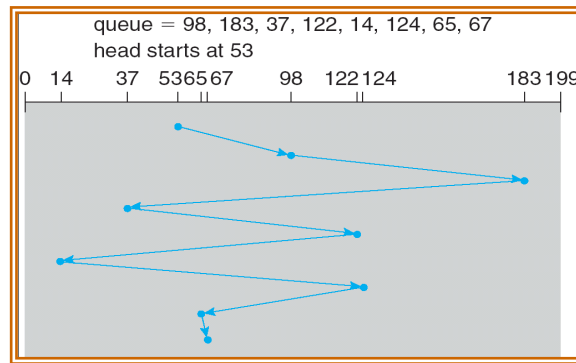 queue = 98, 183, 37, 122, 14, 124, 65, 67
head starts at 53
0 14 37 53 65 67 98 122 124 183 199